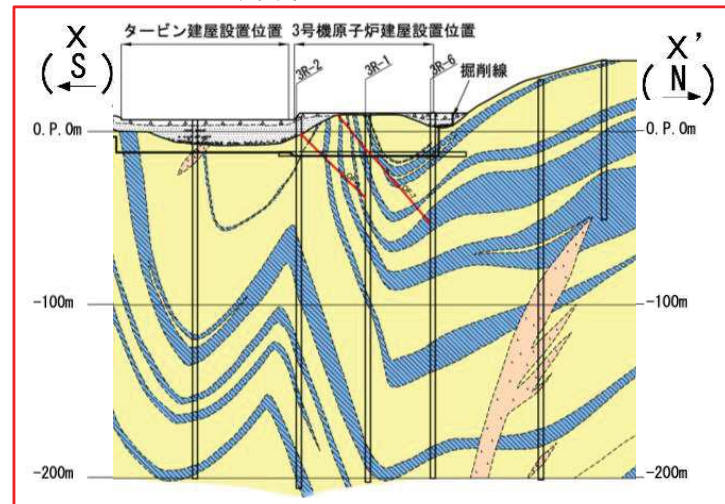 タービン建屋設置位置
3号機原子炉建屋設置位置
X
(S)
X'
(N)
3R-2
3R-1
3R-6
掘削線
O.P.0m
O.P.0m
-100m
-100m
-200m
-200m